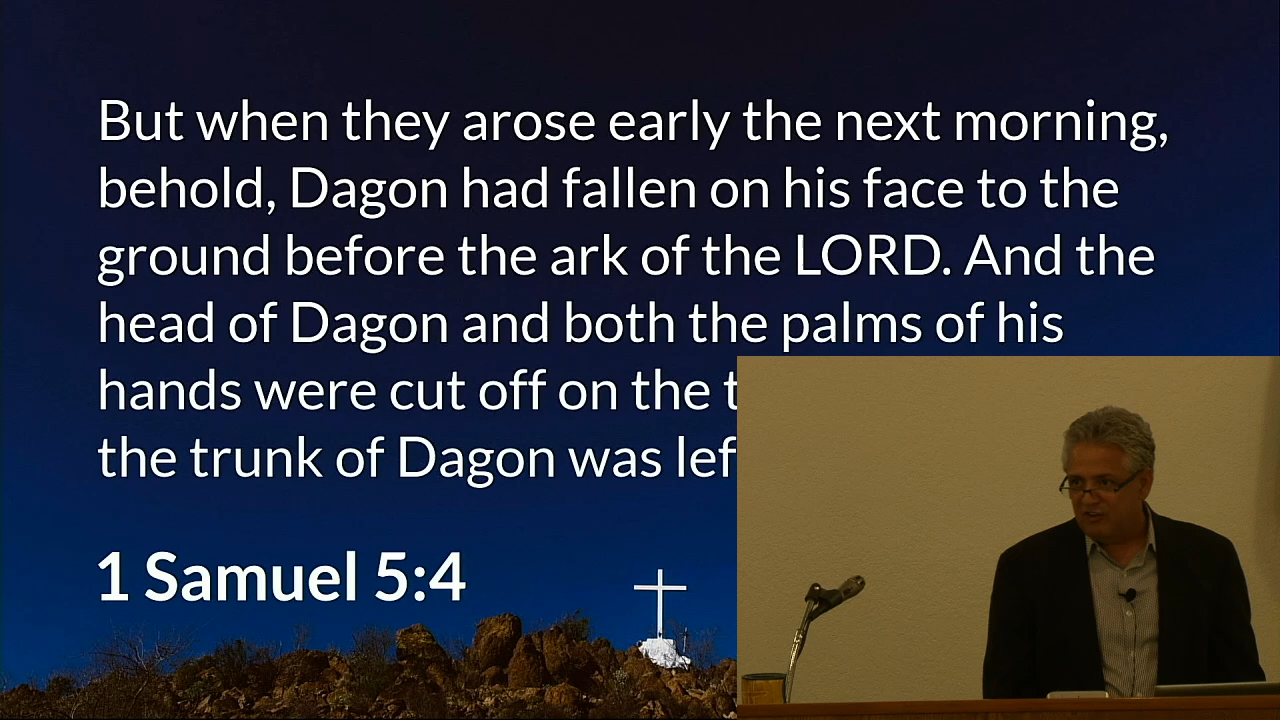 But when they arose early the next morning,
behold, Dagon had fallen on his face to the
ground before the ark of the LORD. And the
head of Dagon and both the palms of his
hands were cut off on the
the trunk of Dagon was
1 Samuel 5:4